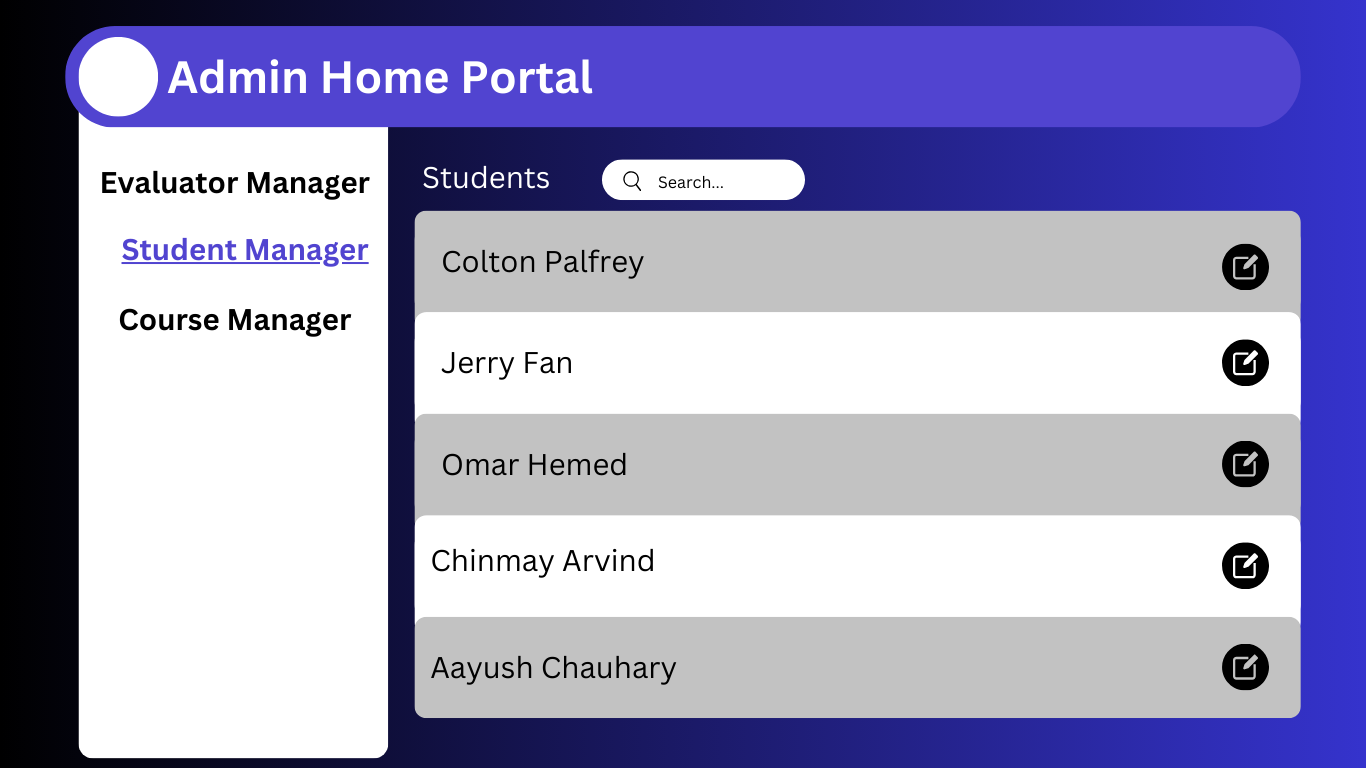 Admin Home Portal
Evaluator Manager
Student Manager
Course Manager
Students
Search...
Colton Palfrey
Jerry Fan
Omar Hemed
Chinmay Arvind
Aayush Chauhary